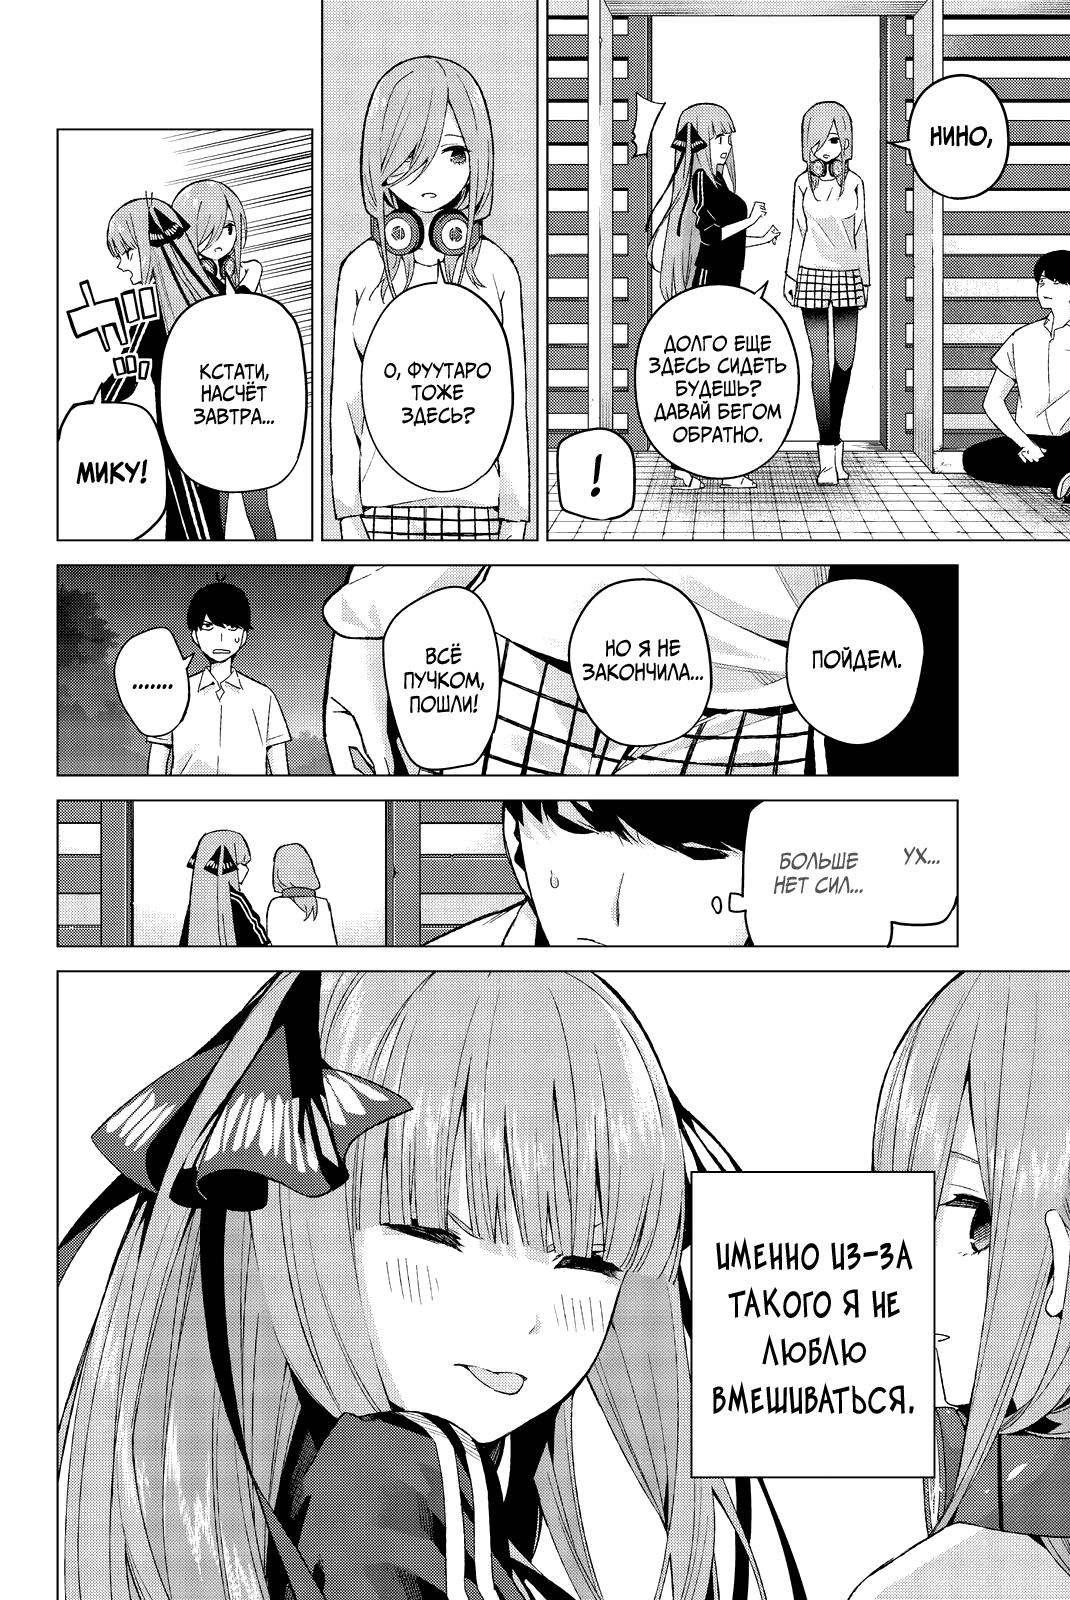 НИНО,
ДОЛГО ЕЩЕ
ЗДЕСЬ СИДЕТЬ
БУДЕШЬ?
ДАВАЙ БЕГОМ
ОБРАТНО.
!
О, ФУУТАРО
ТОЖЕ
ЗДЕСЬ?
КСТАТИ,
НАСЧЁТ
ЗАВТРА...
МИКУ!
ПОЙДЕМ.
НО Я НЕ
ЗАКОНЧИЛА...
ВСЁ
ПУЧКОМ,
ПОШЛИ!
........
УХ...
БОЛЬШЕ
НЕТ СИЛ...
ИМЕННО ИЗ-ЗА
ТАКОГО Я НЕ
ЛЮБЛЮ
ВМЕШИВАТЬСЯ.